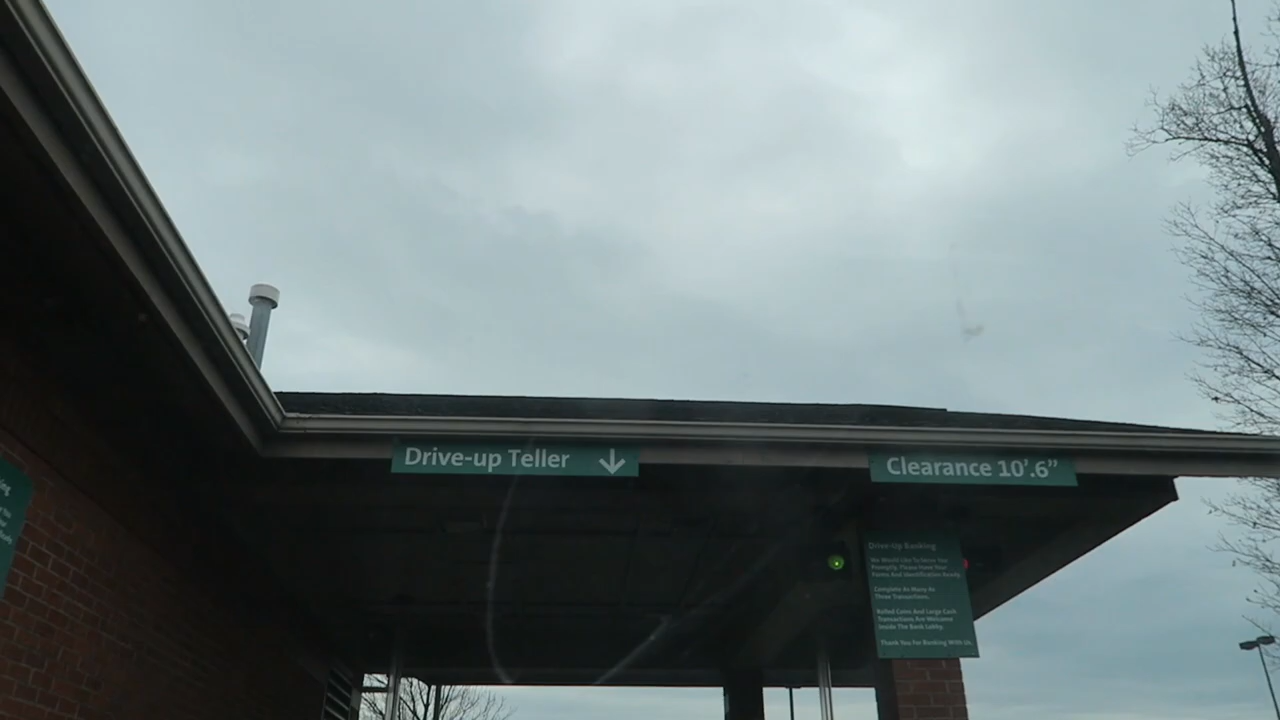 Drive-up Teller ↓
Clearance 10'.6”
Drive-Up Banking
We Would Like To Serve You
Promptly. Please Have Your
Forms And Identification Ready.
Complete As Many As
Three Transactions.
Rolled Coins And Large Cash
Transactions Are Welcome
Inside The Bank Lobby.
Thank You For Banking With Us.